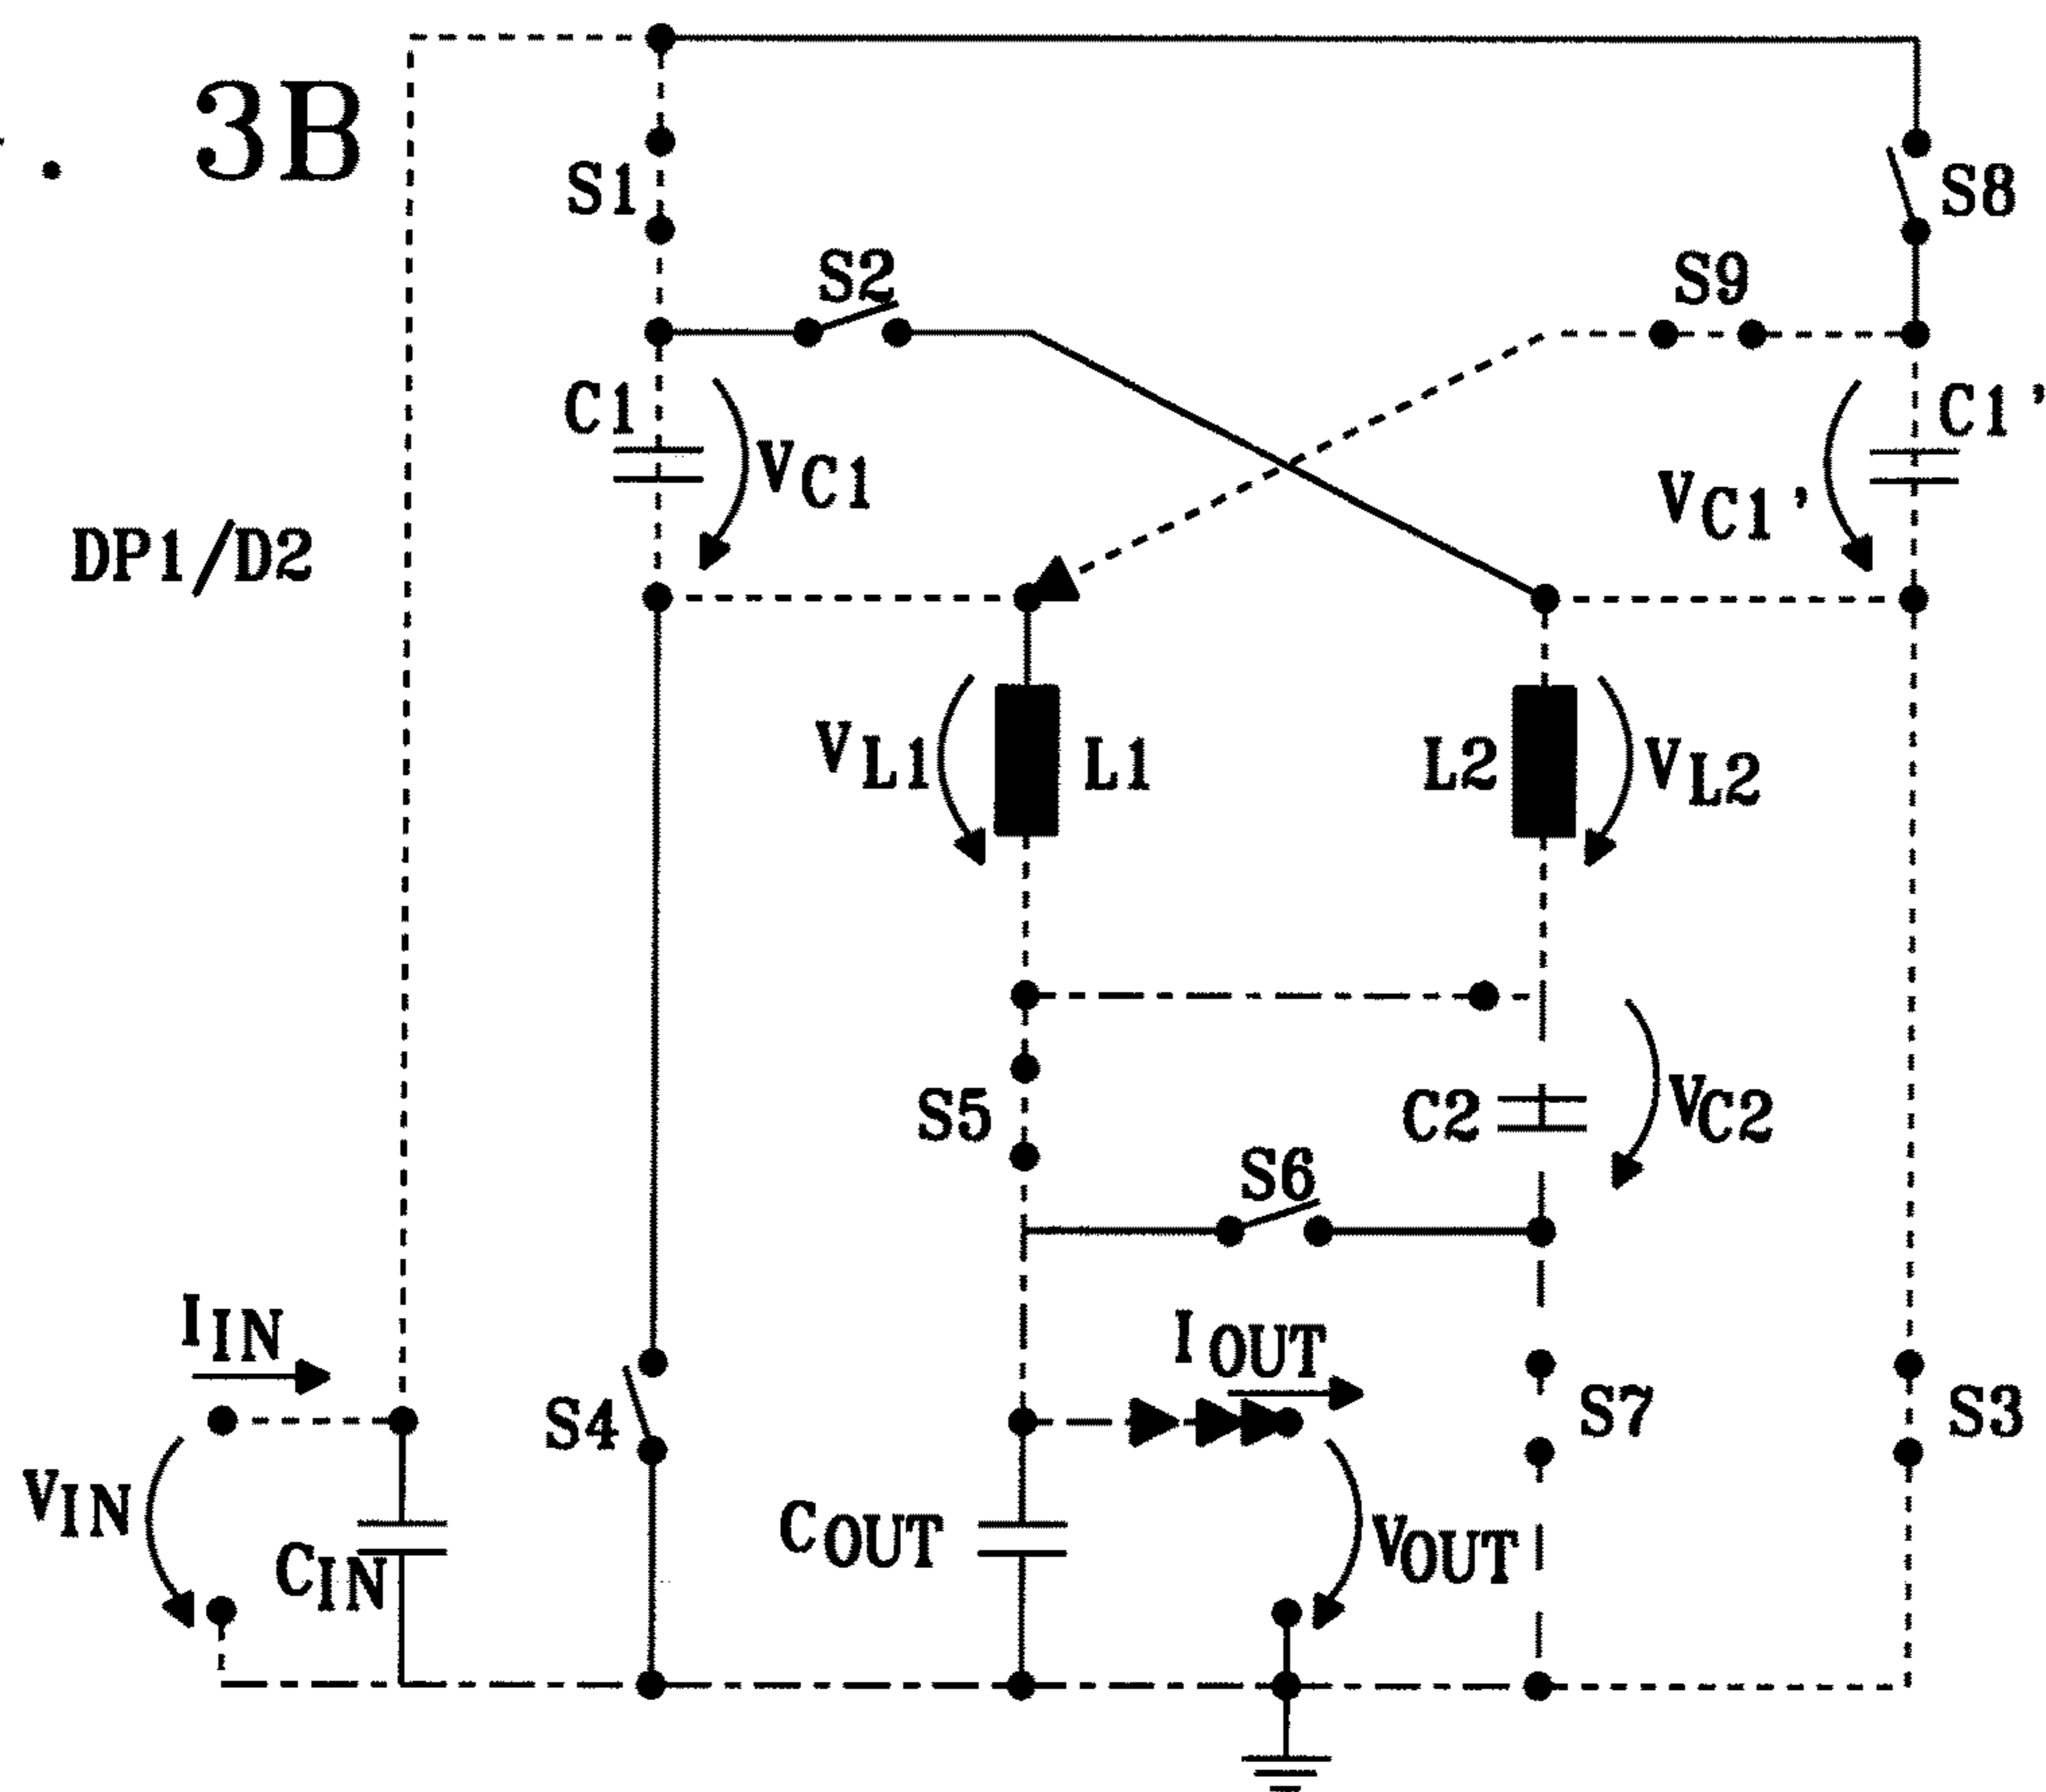 . 3B
S1
S8
S2
S9
C1
C1'
VC1
VC1'
DP1/D2
VL1
L1
L2
VL2
S5
C2
VC2
S6
IIN
IOUT
S4
S7
S3
VIN
CIN
COUT
VOUT